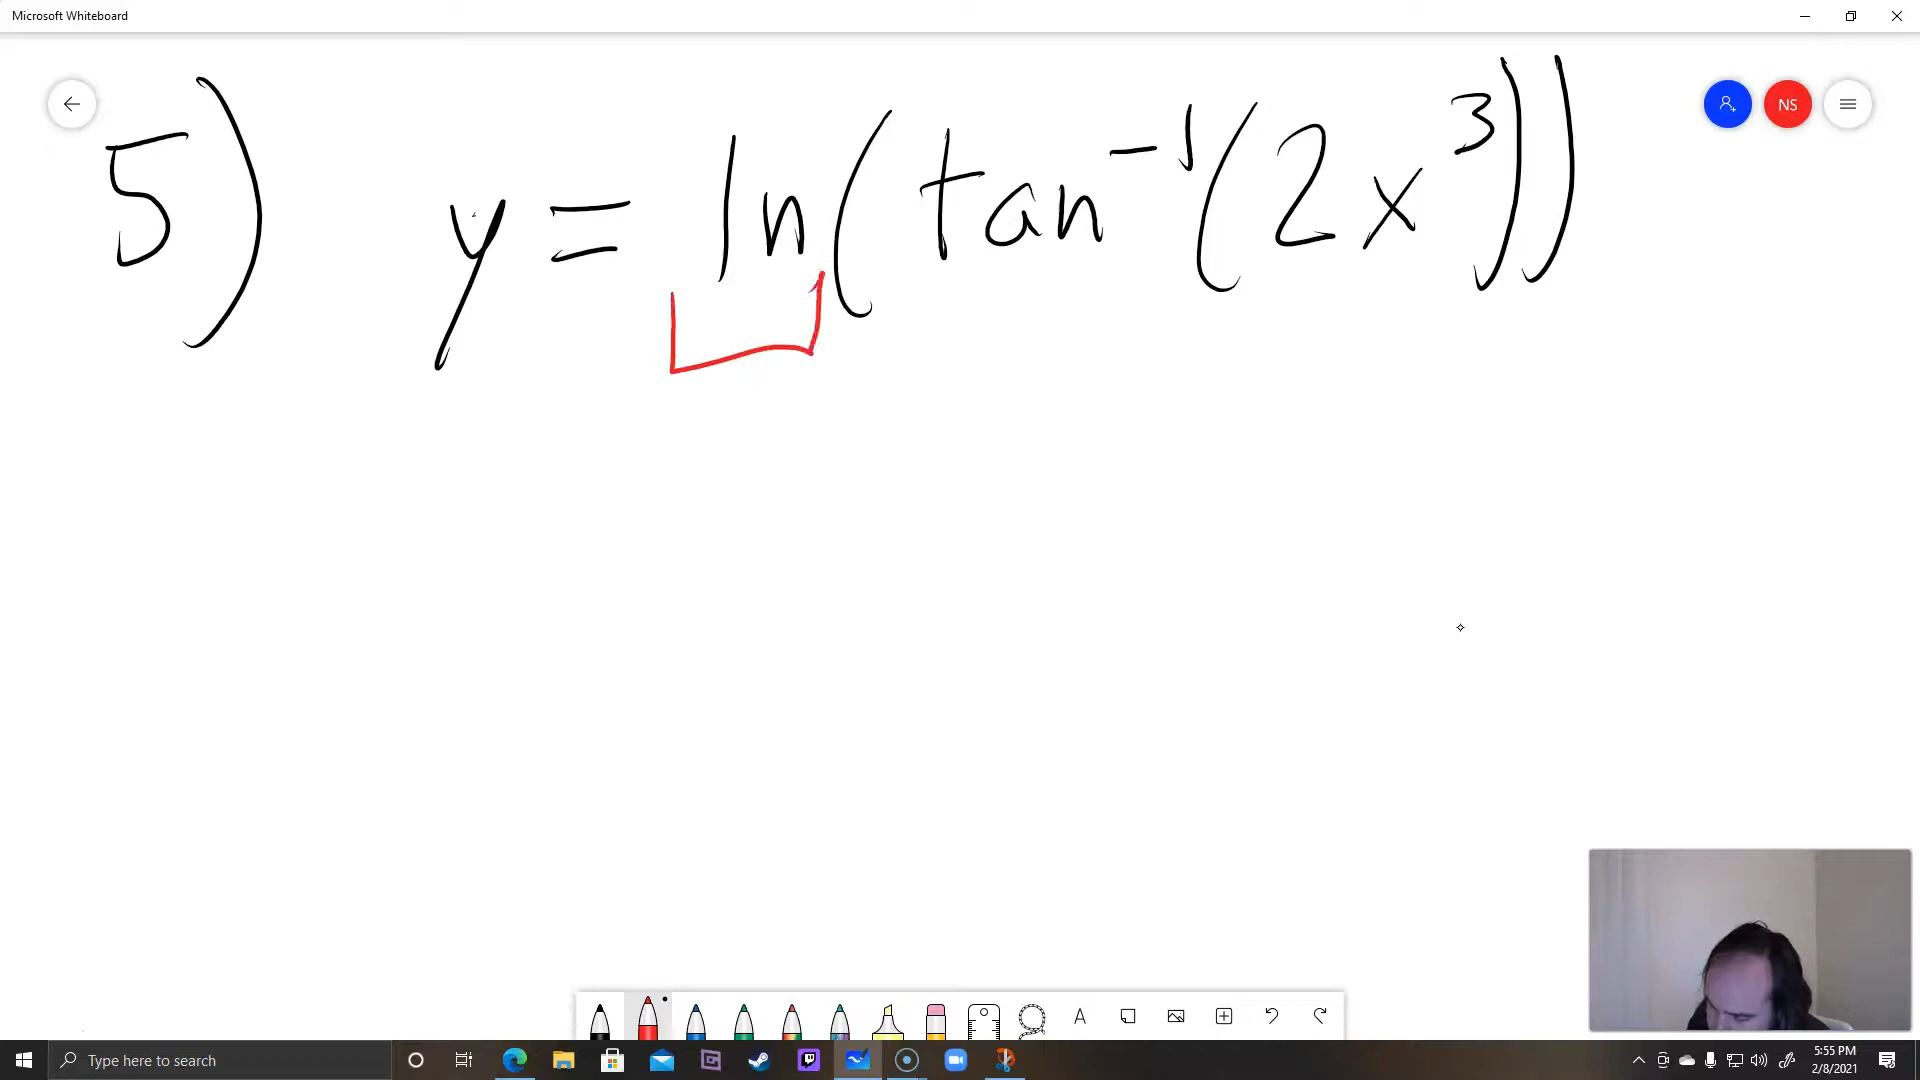 Microsoft Whiteboard
5) y = ln(tan⁻¹(2x³))
NS
A
Type here to search
5:55 PM
2/8/2021